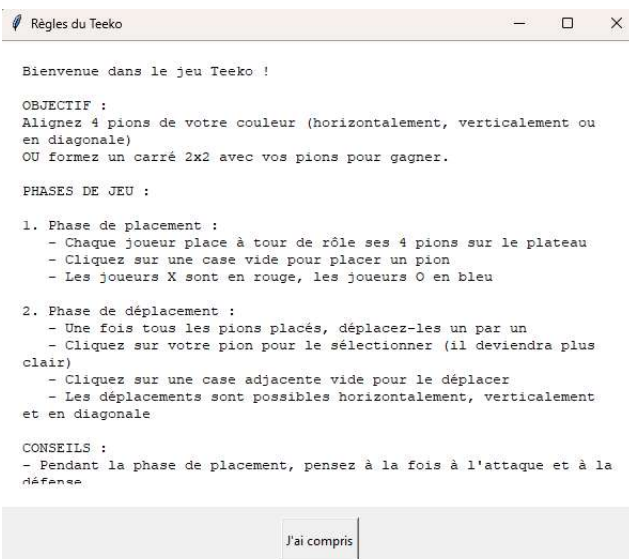 Règles du Teeko
Bienvenue dans le jeu Teeko !
OBJECTIF :
Alignez 4 pions de votre couleur (horizontalement, verticalement ou
en diagonale)
OU formez un carré 2x2 avec vos pions pour gagner.
PHASES DE JEU :
1. Phase de placement :
- Chaque joueur place à tour de rôle ses 4 pions sur le plateau
- Cliquez sur une case vide pour placer un pion
- Les joueurs X sont en rouge, les joueurs O en bleu
2. Phase de déplacement :
- Une fois tous les pions placés, déplacez-les un par un
- Cliquez sur votre pion pour le sélectionner (il deviendra plus
clair)
- Cliquez sur une case adjacente vide pour le déplacer
- Les déplacements sont possibles horizontalement, verticalement
et en diagonale
CONSEILS :
- Pendant la phase de placement, pensez à la fois à l'attaque et à la
défense
J'ai compris